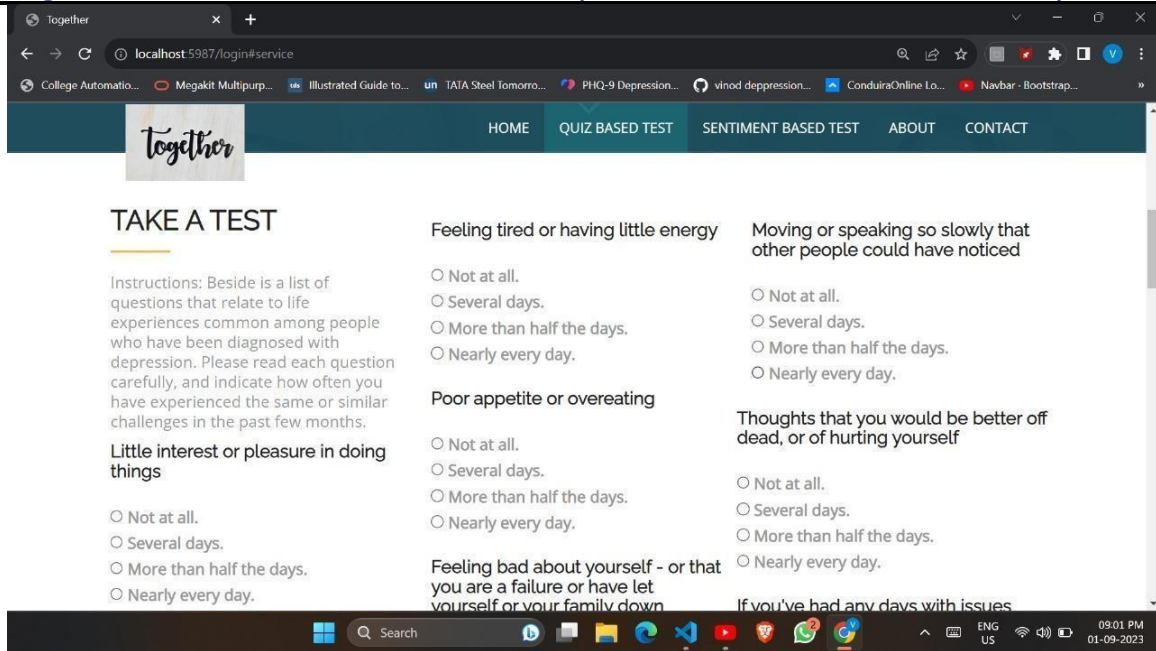 Together
localhost:5987/login#service
College Automatio...
Megakit Multipurp...
Illustrated Guide to...
TATA Steel Tomorro...
PHQ-9 Depression...
vinod deppression...
ConduiraOnline Lo...
Navbar - Bootstrap...
»
Together
HOME
QUIZ BASED TEST
SENTIMENT BASED TEST
ABOUT
CONTACT
TAKE A TEST
Instructions: Beside is a list of
questions that relate to life
experiences common among people
who have been diagnosed with
depression. Please read each question
carefully, and indicate how often you
have experienced the same or similar
challenges in the past few months.
Little interest or pleasure in doing
things
Not at all.
Several days.
More than half the days.
Nearly every day.
Feeling tired or having little energy
Not at all.
Several days.
More than half the days.
Nearly every day.
Poor appetite or overeating
Not at all.
Several days.
More than half the days.
Nearly every day.
Feeling bad about yourself - or that
you are a failure or have let
yourself or your family down
Moving or speaking so slowly that
other people could have noticed
Not at all.
Several days.
More than half the days.
Nearly every day.
Thoughts that you would be better off
dead, or of hurting yourself
Not at all.
Several days.
More than half the days.
Nearly every day.
If you've had any days with issues
Search
ENG
US
09:01 PM
01-09-2023